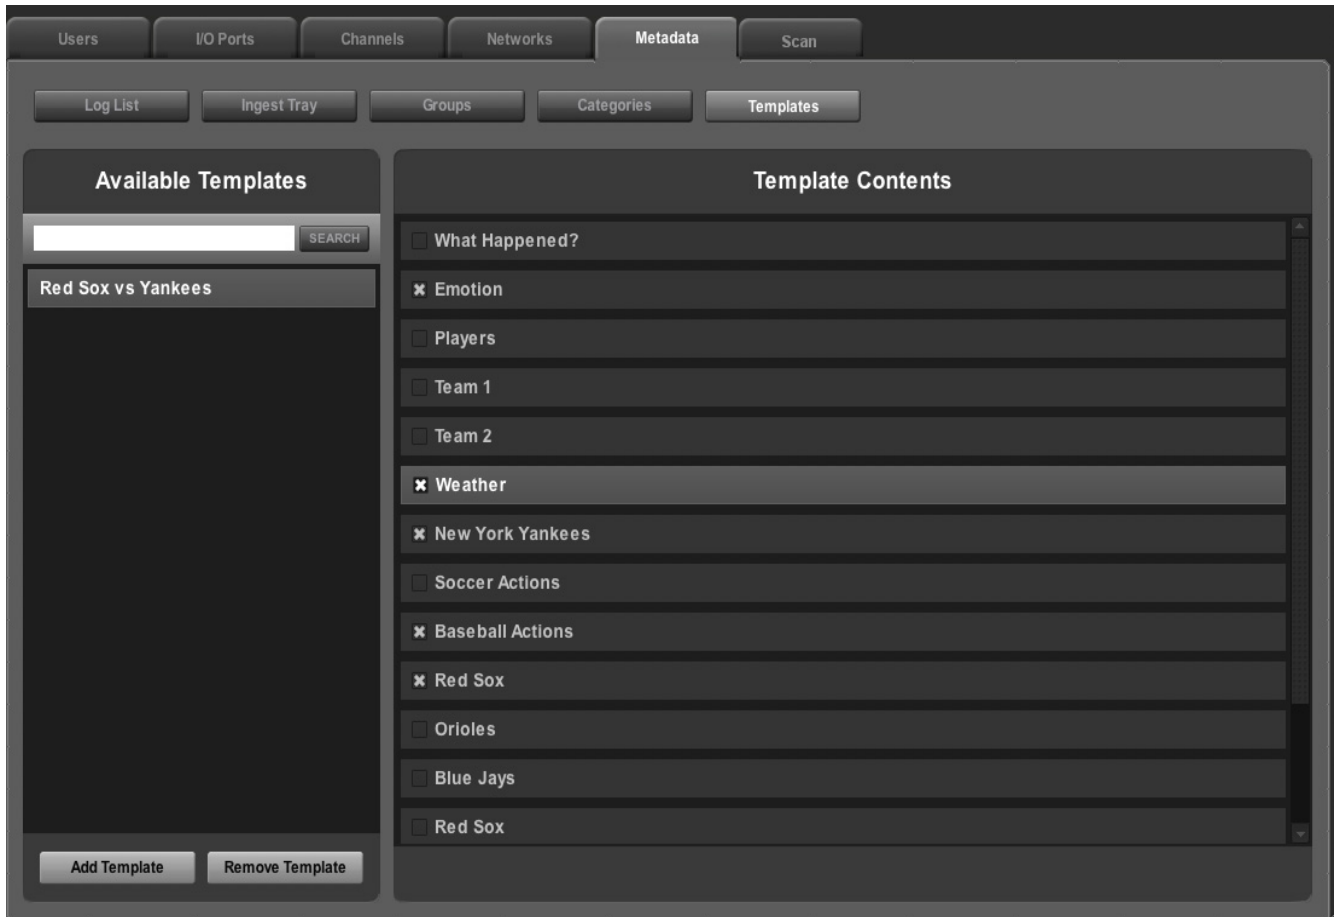 Users I/O Ports Channels Networks Metadata Scan
Log List Ingest Tray Groups Categories Templates
Available Templates
SEARCH
Red Sox vs Yankees
Add Template Remove Template
Template Contents
What Happened?
Emotion
Players
Team 1
Team 2
Weather
New York Yankees
Soccer Actions
Baseball Actions
Red Sox
Orioles
Blue Jays
Red Sox